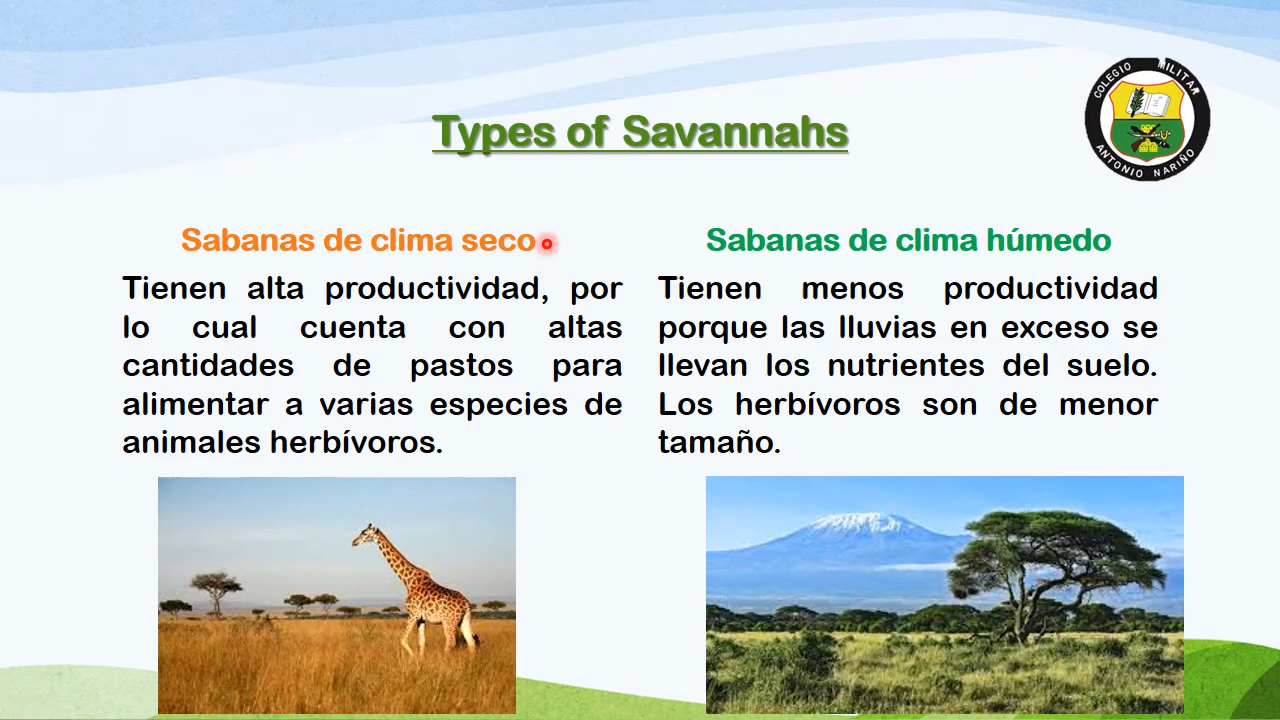 Types of Savannahs
COLEGIO MILITAR
ANTONIO NARIÑO
Sabanas de clima seco
Tienen alta productividad, por
lo cual cuenta con altas
cantidades de pastos para
alimentar a varias especies de
animales herbívoros.
Sabanas de clima húmedo
Tienen menos productividad
porque las lluvias en exceso se
llevan los nutrientes del suelo.
Los herbívoros son de menor
tamaño.